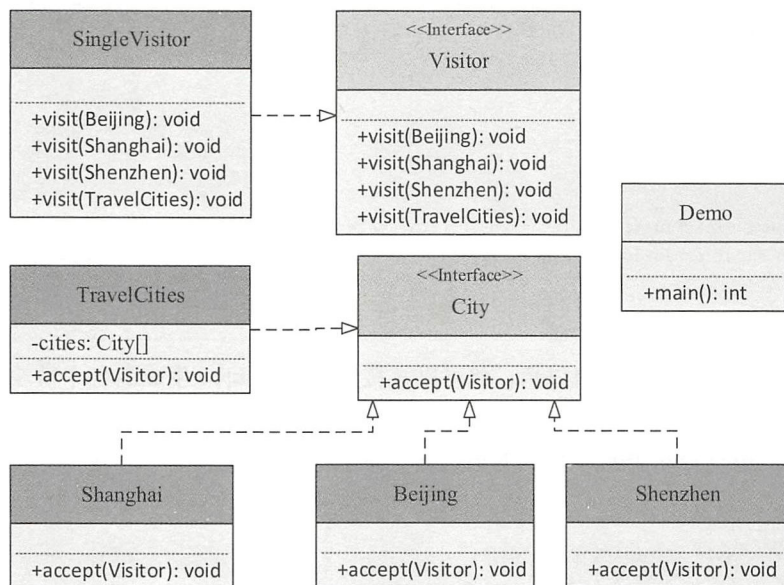 SingleVisitor
+visit(Beijing): void
+visit(Shanghai): void
+visit(Shenzhen): void
+visit(TravelCities): void
<<Interface>>
Visitor
+visit(Beijing): void
+visit(Shanghai): void
+visit(Shenzhen): void
+visit(TravelCities): void
Demo
+main(): int
TravelCities
-cities: City[]
+accept(Visitor): void
<<Interface>>
City
+accept(Visitor): void
Shanghai
+accept(Visitor): void
Beijing
+accept(Visitor): void
Shenzhen
+accept(Visitor): void